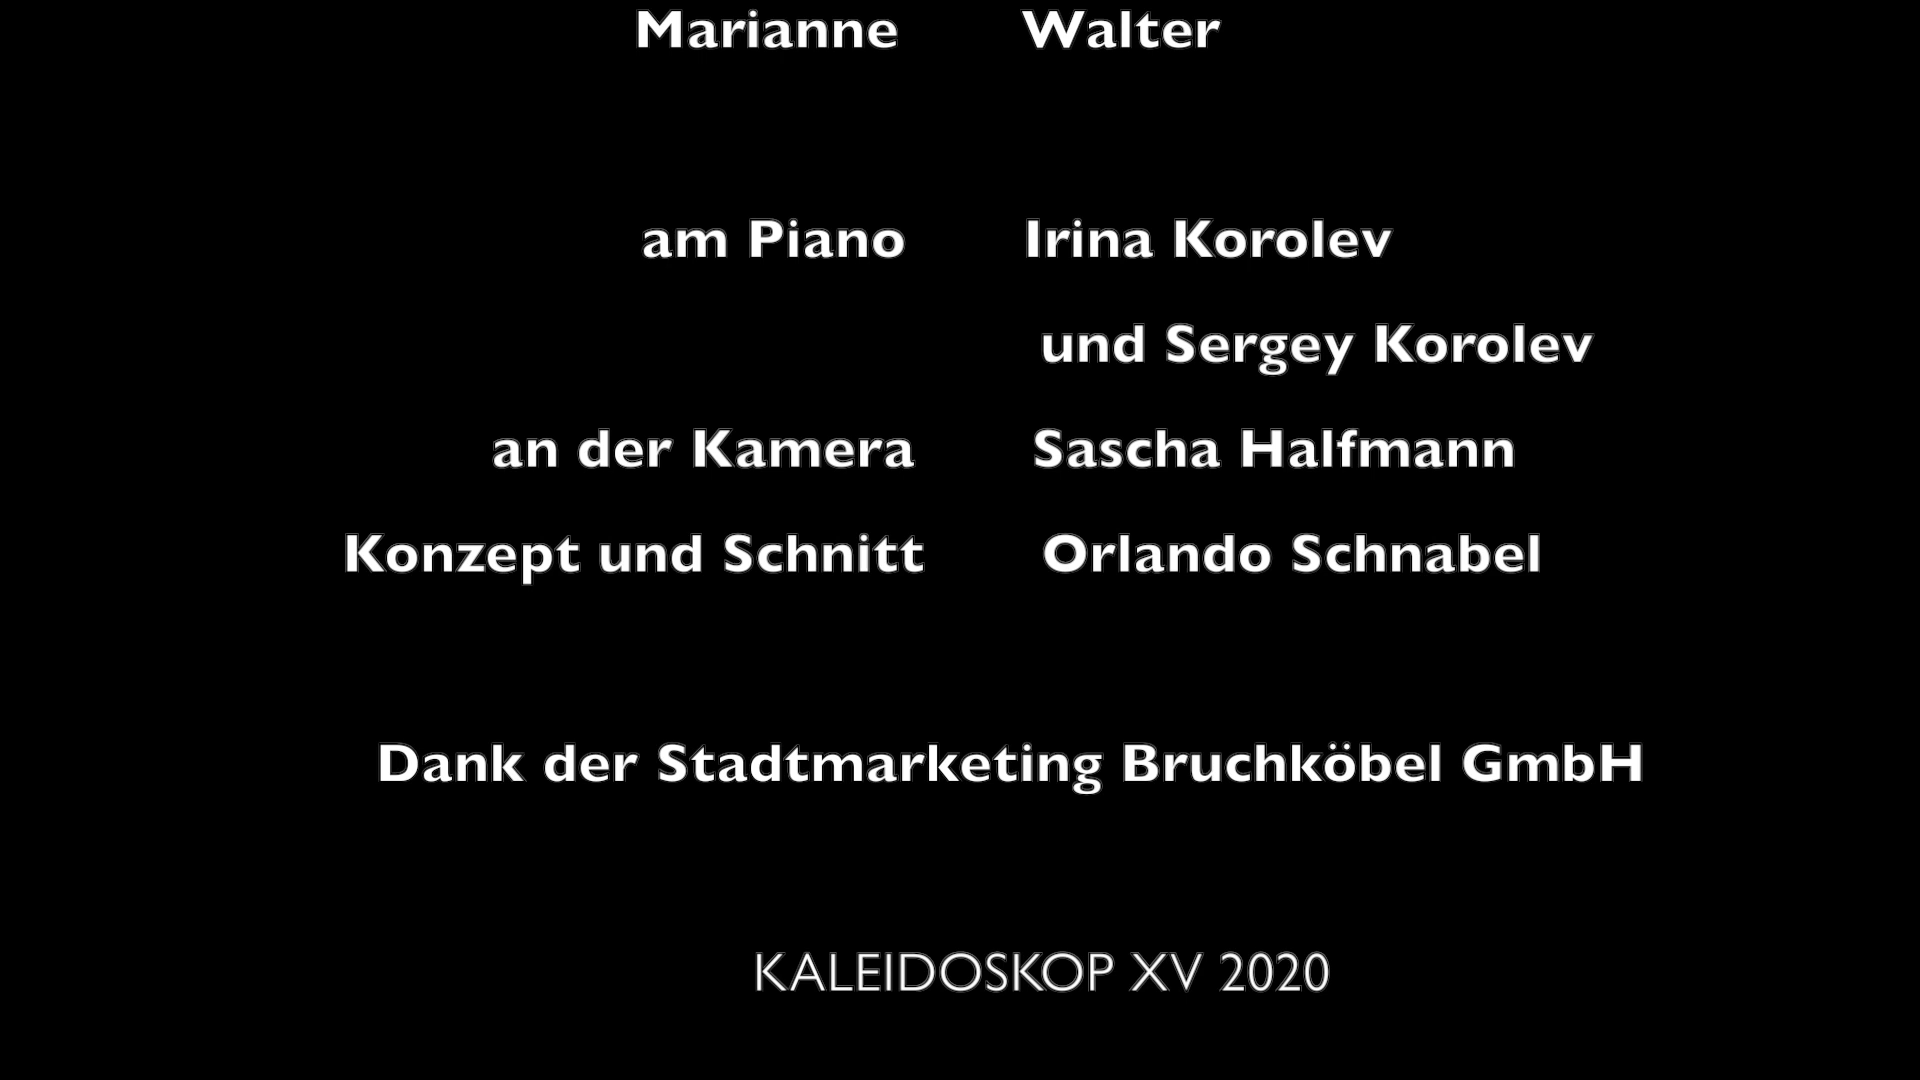 Marianne Walter
am Piano Irina Korolev
und Sergey Korolev
an der Kamera Sascha Halfmann
Konzept und Schnitt Orlando Schnabel
Dank der Stadtmarketing Bruchköbel GmbH
KALEIDOSKOP XV 2020